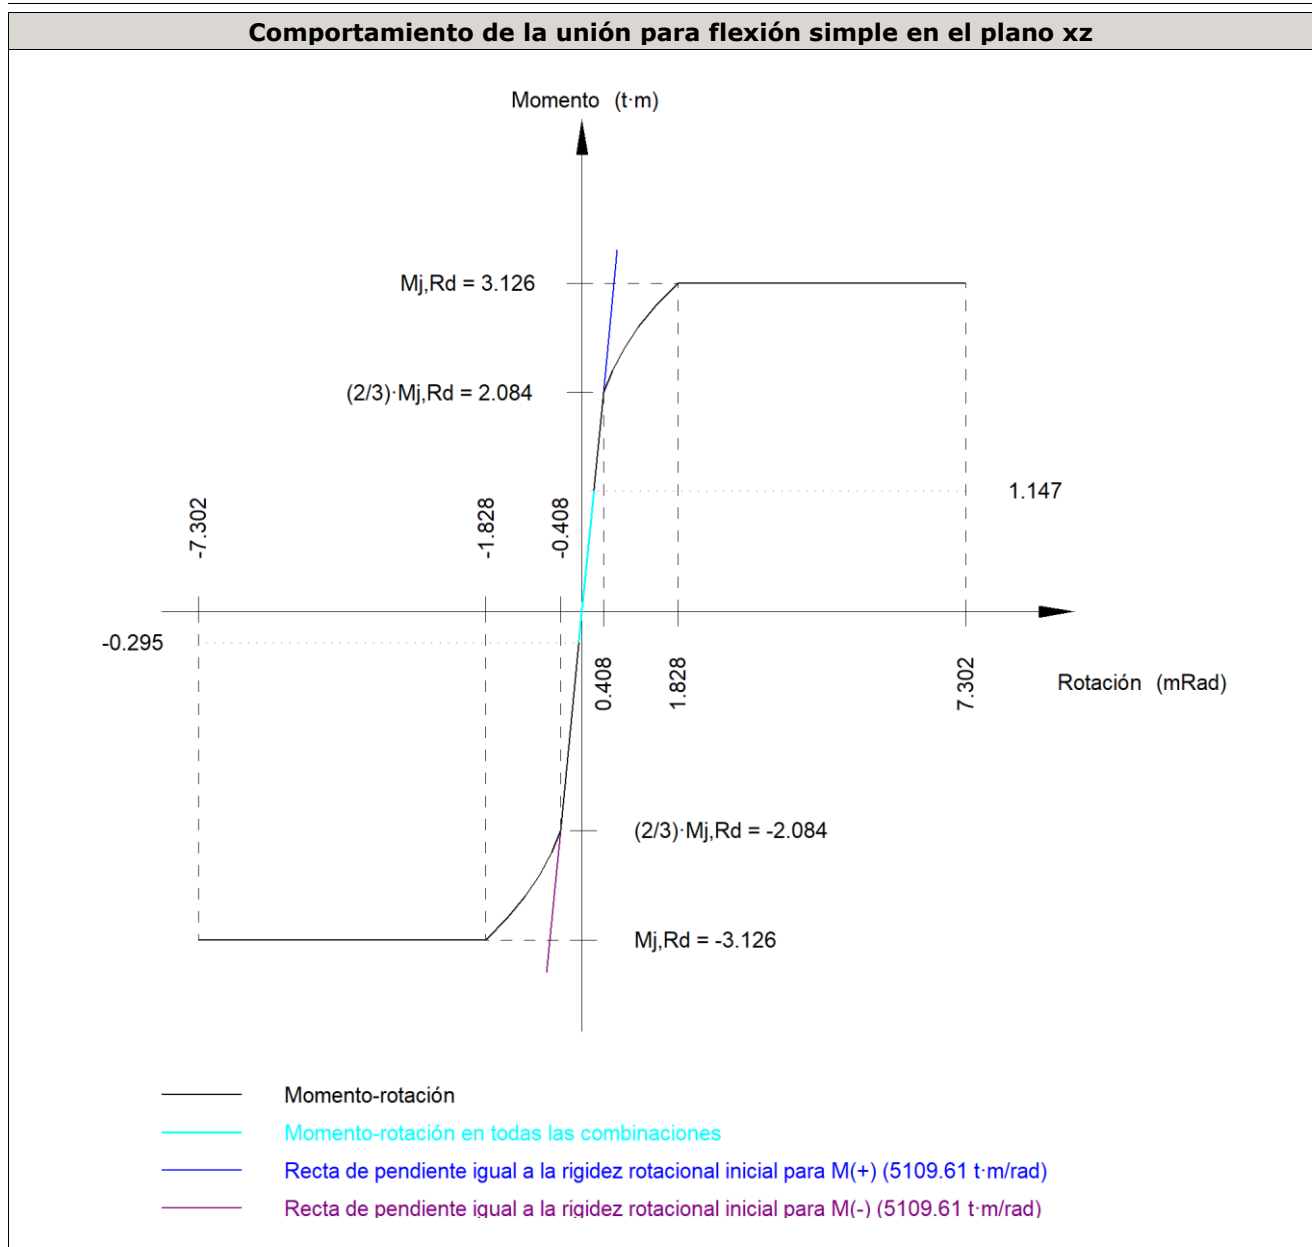 Comportamiento de la unión para flexión simple en el plano xz
Momento (t·m)
Mj,Rd = 3.126
(2/3)·Mj,Rd = 2.084
1.147
-7.302
-1.828
-0.408
-0.295
0.408
1.828
7.302
Rotación (mRad)
(2/3)·Mj,Rd = -2.084
Mj,Rd = -3.126
Momento-rotación
Momento-rotación en todas las combinaciones
Recta de pendiente igual a la rigidez rotacional inicial para M(+) (5109.61 t·m/rad)
Recta de pendiente igual a la rigidez rotacional inicial para M(-) (5109.61 t·m/rad)